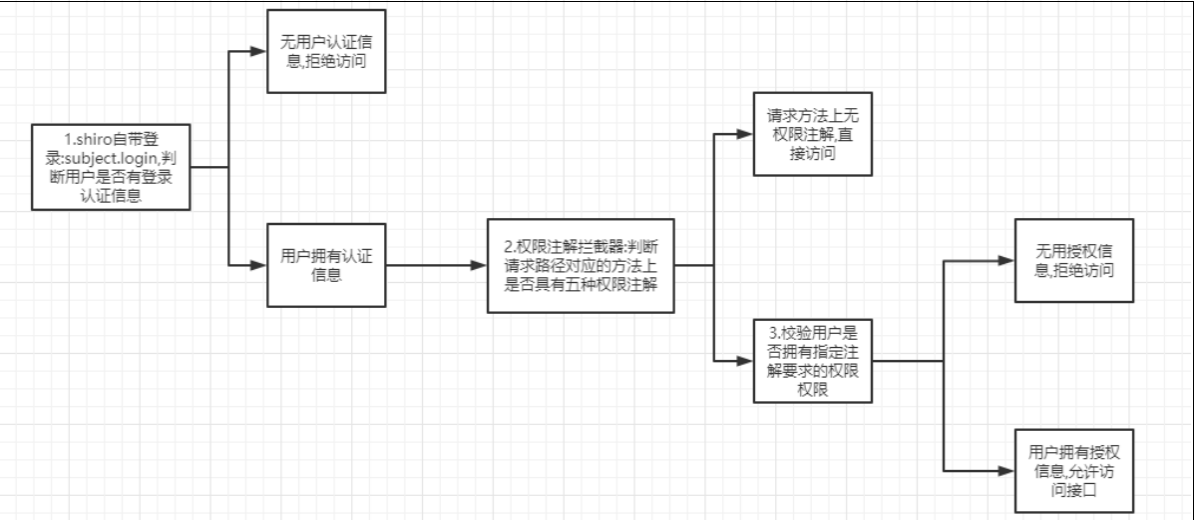 无用户认证信
息,拒绝访问
1.shiro自带登
录:subject.login,判
断用户是否有登录
认证信息
用户拥有认证
信息
2.权限注解拦截器:判断
请求路径对应的方法上
是否具有五种权限注解
请求方法上无
权限注解,直
接访问
3.校验用户是
否拥有指定注
解要求的权限
权限
无用授权信
息,拒绝访问
用户拥有授权
信息,允许访
问接口